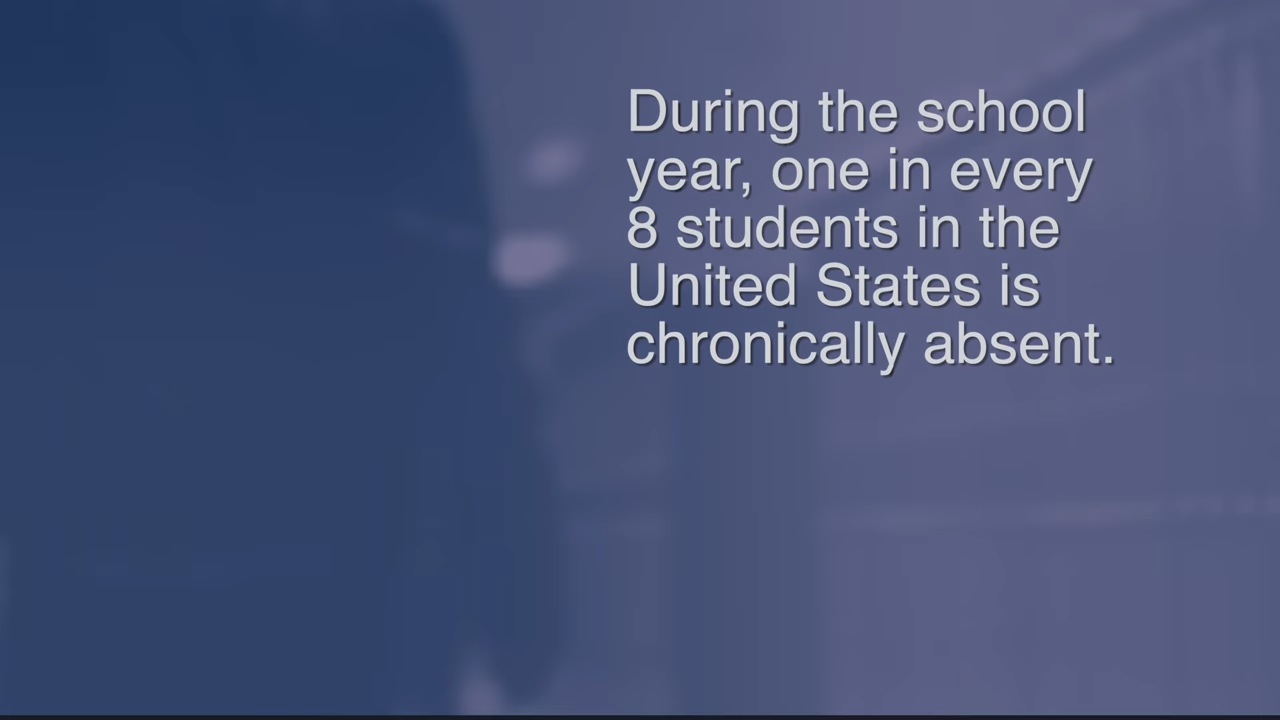 During the school
year, one in every
8 students in the
United States is
chronically absent.